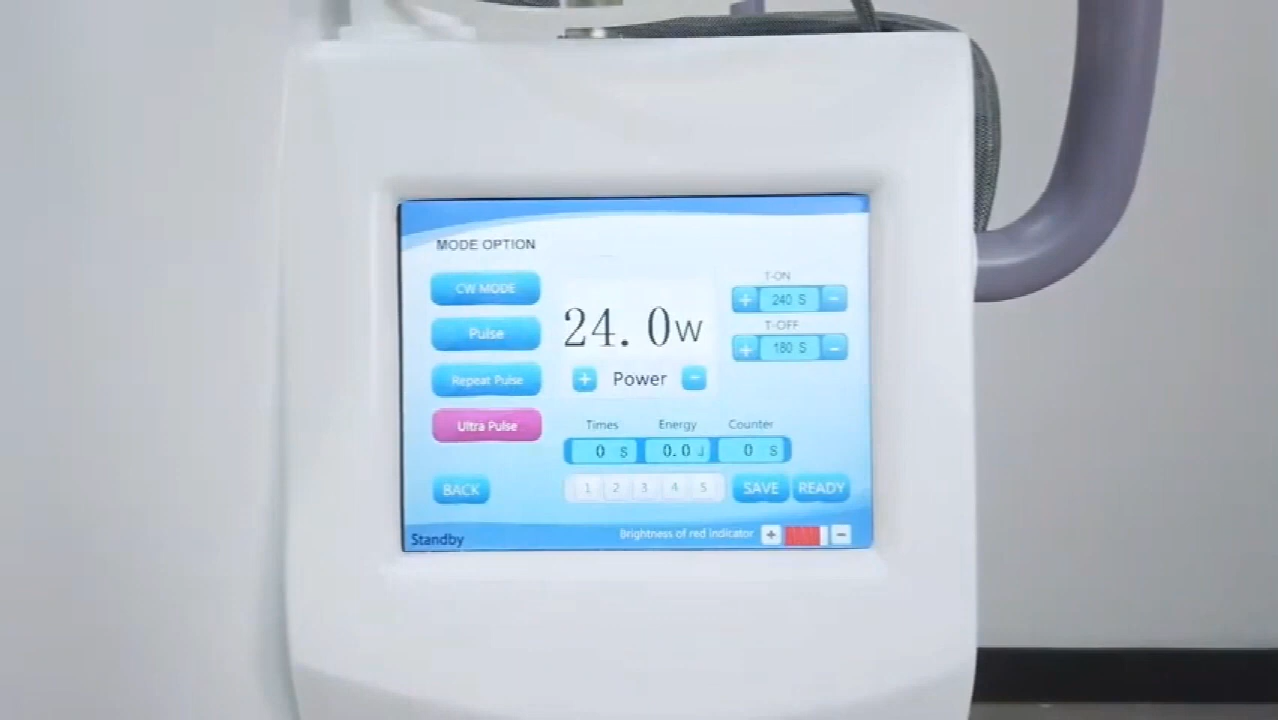 MODE OPTION
CW MODE
Pulse
Repeat Pulse
Ultra Pulse
BACK
24.0W
+ Power -
T-ON
+ 240 S -
T-OFF
+ 180 S -
Times Energy Counter
0 S 0.0 J 0 S
1 2 3 4 5 SAVE READY
Standby
Brightness of red indicator + -